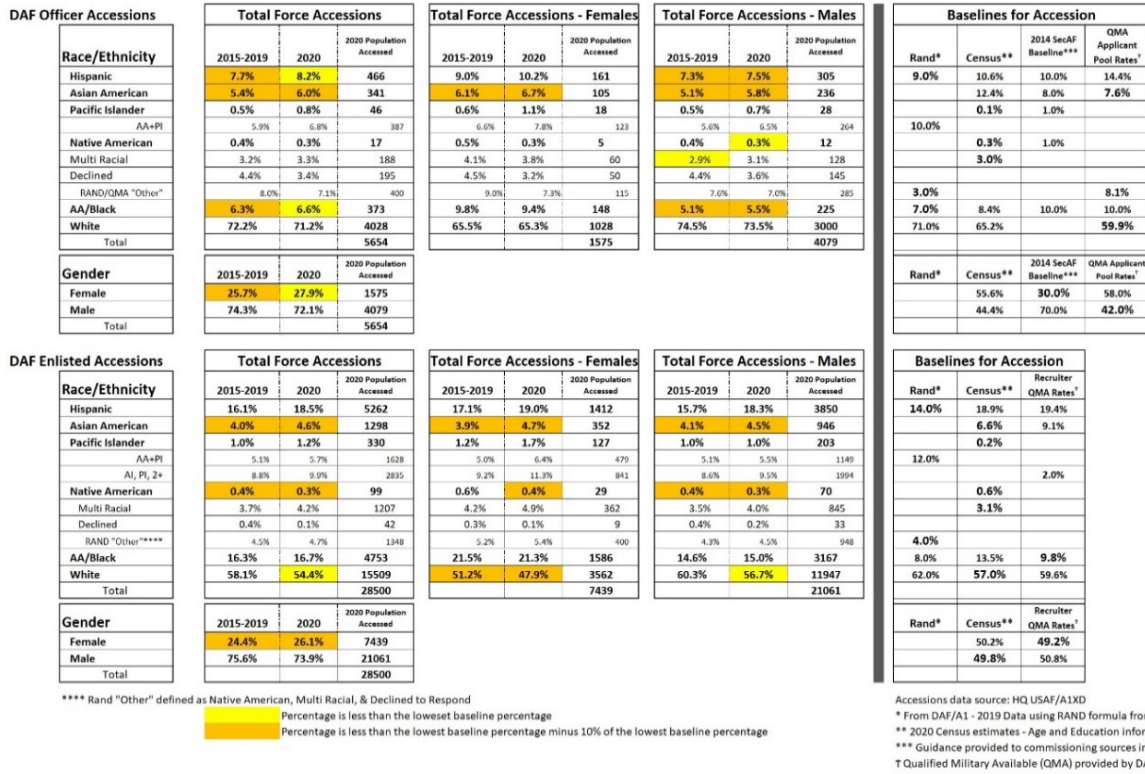 DAF Officer Accessions Total Force Accessions Total Force Accessions - Females Total Force Accessions - Males Baselines for Accession
Race/Ethnicity 2015-2019 2020 2020 Population Accessed 2015-2019 2020 2020 Population Accessed 2015-2019 2020 2020 Population Accessed Rand* Census** 2014 SecAF Baseline*** QMA Applicant Pool Rates†
Hispanic 7.7% 8.2% 466 9.0% 10.2% 161 7.3% 7.5% 305 9.0% 10.6% 10.0% 14.4%
Asian American 5.4% 6.0% 341 6.1% 6.7% 105 5.1% 5.8% 236 12.4% 8.0% 7.6%
Pacific Islander 0.5% 0.8% 46 0.6% 1.1% 18 0.5% 0.7% 28 0.1% 1.0%
AA+PI 5.9% 6.8% 387 6.6% 7.8% 123 5.6% 6.5% 264 10.0%
Native American 0.4% 0.3% 17 0.5% 0.3% 5 0.4% 0.3% 12 0.3% 1.0%
Multi Racial 3.2% 3.3% 188 4.1% 3.8% 60 2.9% 3.1% 128 3.0%
Declined 4.4% 3.4% 195 4.5% 3.2% 50 4.4% 3.6% 145
RAND/QMA "Other" 8.0% 7.1% 400 9.0% 7.3% 115 7.6% 7.0% 285 3.0% 8.1%
AA/Black 6.3% 6.6% 373 9.8% 9.4% 148 5.1% 5.5% 225 7.0% 8.4% 10.0% 10.0%
White 72.2% 71.2% 4028 65.5% 65.3% 1028 74.5% 73.5% 3000 71.0% 65.2% 59.9%
Total 5654 1575 4079
Gender 2015-2019 2020 2020 Population Accessed Rand* Census** 2014 SecAF Baseline*** QMA Applicant Pool Rates†
Female 25.7% 27.9% 1575 55.6% 30.0% 58.0%
Male 74.3% 72.1% 4079 44.4% 70.0% 42.0%
Total 5654
DAF Enlisted Accessions Total Force Accessions Total Force Accessions - Females Total Force Accessions - Males Baselines for Accession
Race/Ethnicity 2015-2019 2020 2020 Population Accessed 2015-2019 2020 2020 Population Accessed 2015-2019 2020 2020 Population Accessed Rand* Census** Recruiter QMA Rates†
Hispanic 16.1% 18.5% 5262 17.1% 19.0% 1412 15.7% 18.3% 3850 14.0% 18.9% 19.4%
Asian American 4.0% 4.6% 1298 3.9% 4.7% 352 4.1% 4.5% 946 6.6% 9.1%
Pacific Islander 1.0% 1.2% 330 1.2% 1.7% 127 1.0% 1.0% 203 0.2%
AA+PI 5.1% 5.7% 1628 5.0% 6.4% 479 5.1% 5.5% 1149 12.0%
AI, PI, 2+ 8.8% 9.9% 2835 9.2% 11.3% 841 8.6% 9.5% 1994 2.0%
Native American 0.4% 0.3% 99 0.6% 0.4% 29 0.4% 0.3% 70 0.6%
Multi Racial 3.7% 4.2% 1207 4.2% 4.9% 362 3.5% 4.0% 845 3.1%
Declined 0.4% 0.1% 42 0.3% 0.1% 9 0.4% 0.2% 33
RAND "Other"**** 4.5% 4.7% 1348 5.2% 5.4% 400 4.3% 4.5% 948 4.0%
AA/Black 16.3% 16.7% 4753 21.5% 21.3% 1586 14.6% 15.0% 3167 8.0% 13.5% 9.8%
White 58.1% 54.4% 15509 51.2% 47.9% 3562 60.3% 56.7% 11947 62.0% 57.0% 59.6%
Total 28500 7439 21061
Gender 2015-2019 2020 2020 Population Accessed Rand* Census** Recruiter QMA Rates†
Female 24.4% 26.1% 7439 50.2% 49.2%
Male 75.6% 73.9% 21061 49.8% 50.8%
Total 28500
**** Rand "Other" defined as Native American, Multi Racial, & Declined to Respond
Percentage is less than the loweset baseline percentage
Percentage is less than the lowest baseline percentage minus 10% of the lowest baseline percentage
Accessions data source: HQ USAF/A1XD
* From DAF/A1 - 2019 Data using RAND formula fro
** 2020 Census estimates - Age and Education infor
*** Guidance provided to commissioning sources in
† Qualified Military Available (QMA) provided by D